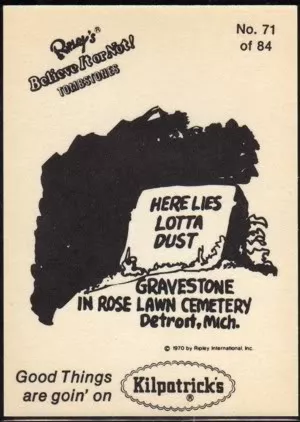 Ripley's®
Believe It or Not!
TOMBSTONES
No. 71
of 84
HERE LIES
LOTTA
DUST
GRAVESTONE
IN ROSE LAWN CEMETERY
Detroit, Mich.
© 1970 by Ripley International, Inc.
Good Things
are goin' on
Kilpatrick's
®